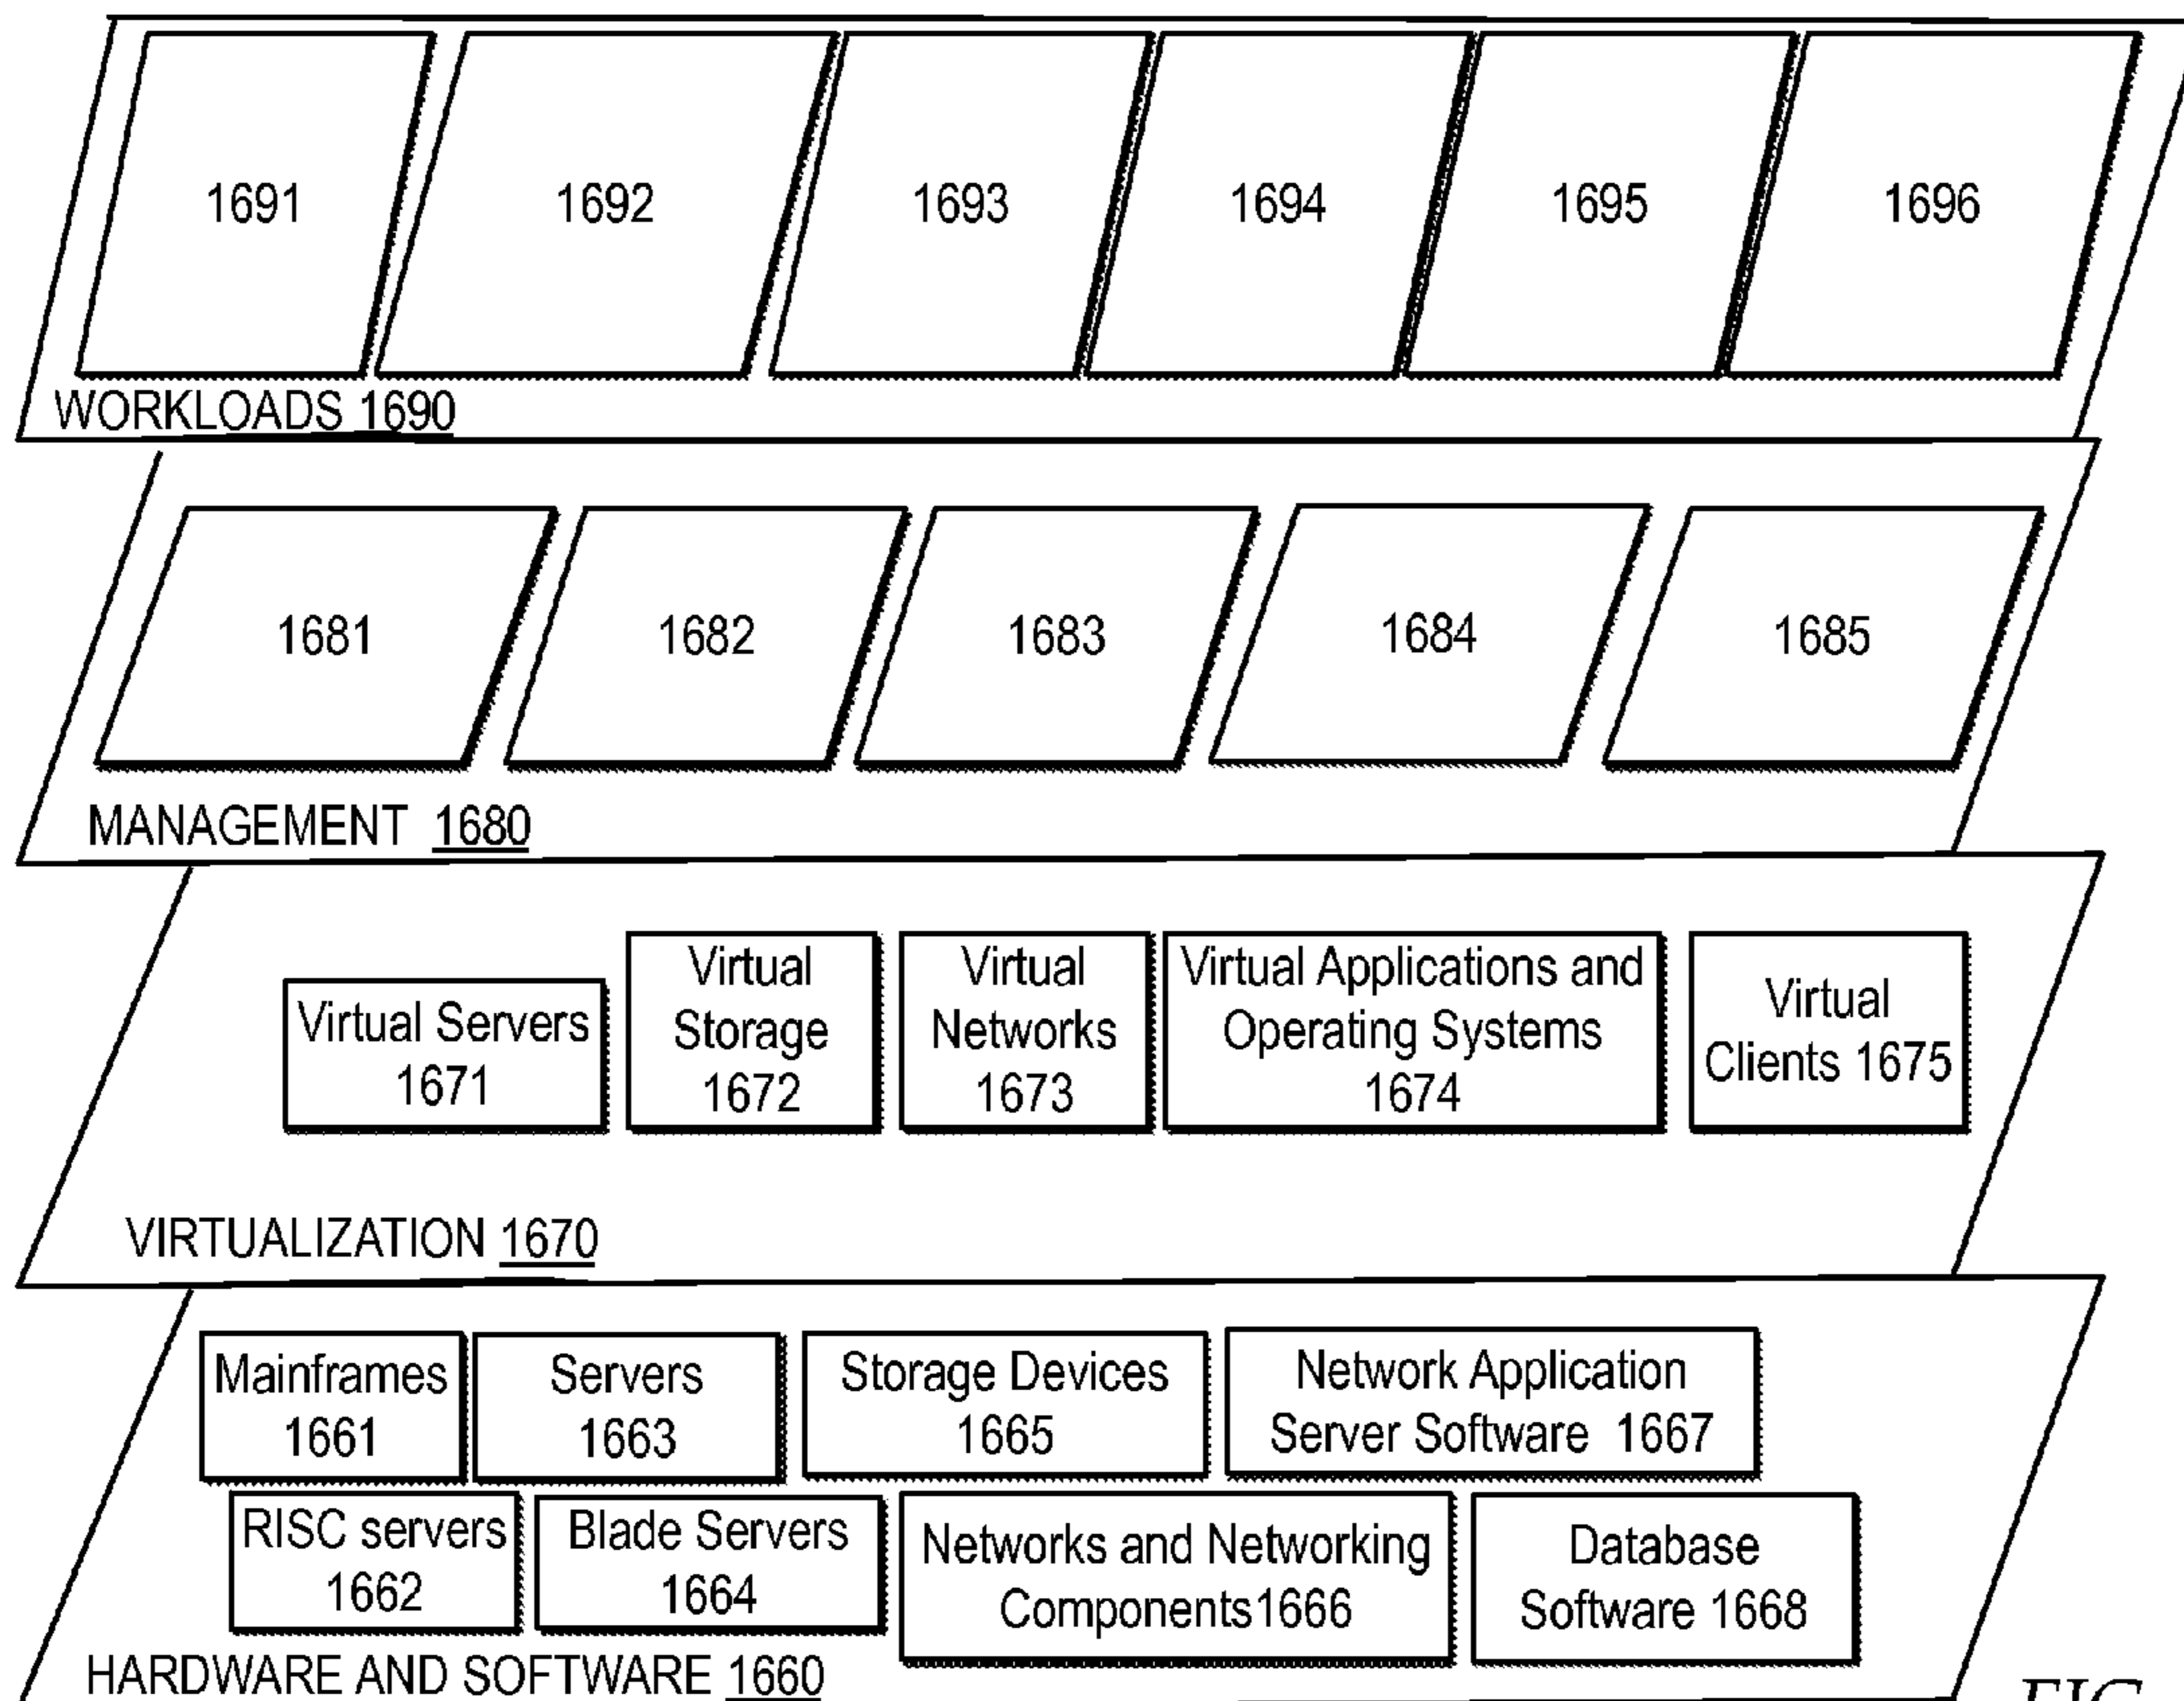 1691
1692
1693
1694
1695
1696
WORKLOADS 1690
1681
1682
1683
1684
1685
MANAGEMENT 1680
Virtual Servers
1671
Virtual
Storage
1672
Virtual
Networks
1673
Virtual Applications and
Operating Systems
1674
Virtual
Clients 1675
VIRTUALIZATION 1670
Mainframes
1661
Servers
1663
Storage Devices
1665
Network Application
Server Software 1667
RISC servers
1662
Blade Servers
1664
Networks and Networking
Components1666
Database
Software 1668
HARDWARE AND SOFTWARE 1660
FIG